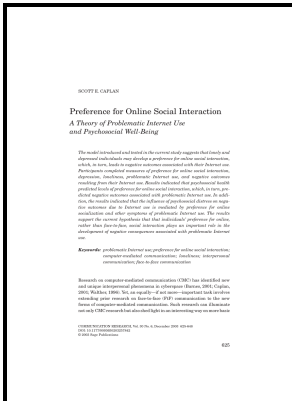 SCOTT E. CAPLAN
Preference for Online Social Interaction
A Theory of Problematic Internet Use
and Psychosocial Well-Being
The model introduced and tested in the current study suggests that lonely and
depressed individuals may develop a preference for online social interaction,
which, in turn, leads to negative outcomes associated with their Internet use.
Participants completed measures of preference for online social interaction,
depression, loneliness, problematic Internet use, and negative outcomes
resulting from their Internet use. Results indicated that psychosocial health
predicted levels of preference for online social interaction, which, in turn, pre-
dicted negative outcomes associated with problematic Internet use. In addi-
tion, the results indicated that the influence of psychosocial distress on nega-
tive outcomes due to Internet use is mediated by preference for online
socialization and other symptoms of problematic Internet use. The results
support the current hypothesis that individuals' preference for online,
rather than face-to-face, social interaction plays an important role in the
development of negative consequences associated with problematic Internet
use.
Keywords: problematic Internet use; preference for online social interaction;
computer-mediated communication; loneliness; interpersonal
communication; face-to-face communication
Research on computer-mediated communication (CMC) has identified new
and unique interpersonal phenomena in cyberspace (Barnes, 2001; Caplan,
2001; Walther, 1996). Yet, an equally—if not more—important task involves
extending prior research on face-to-face (FtF) communication to the new
forms of computer-mediated communication. Such research can illuminate
not only CMC research but also shed light in an interesting way on more basic
COMMUNICATION RESEARCH, Vol. 30 No. 6, December 2003 625-648
DOI: 10.1177/0093650203257842
© 2003 Sage Publications
625